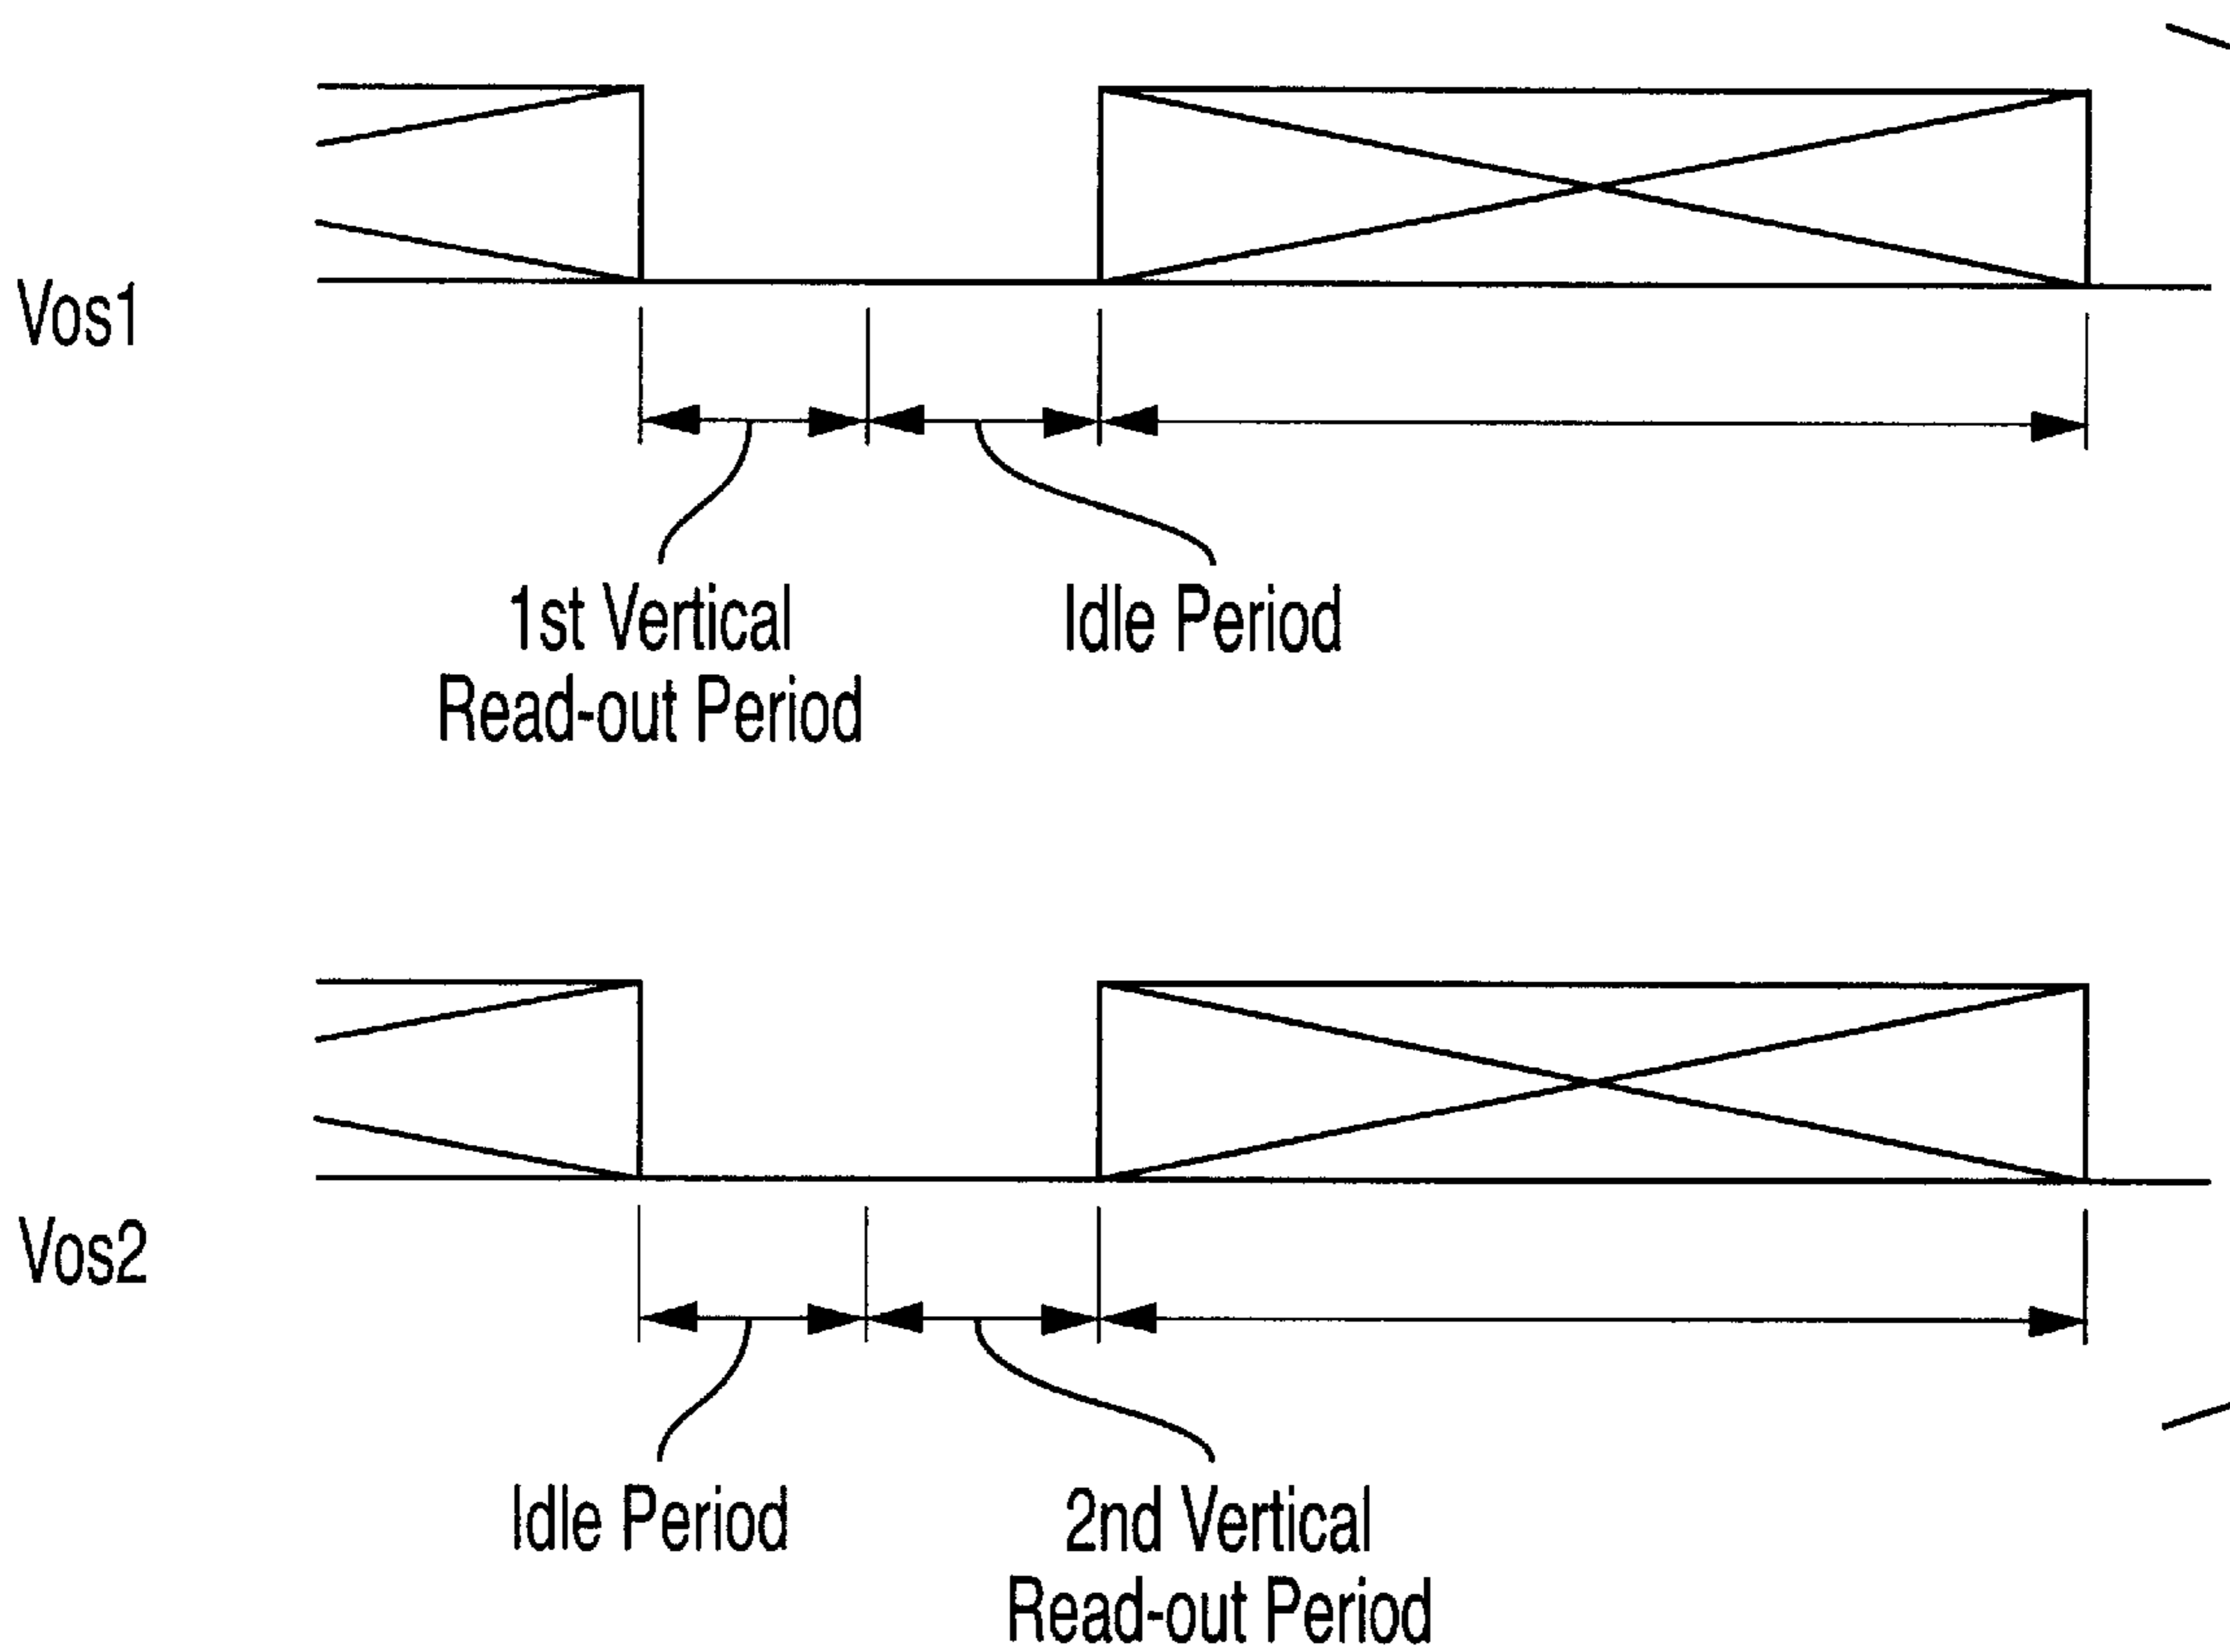 Vos1
1st Vertical
Read-out Period
Idle Period
Vos2
Idle Period
2nd Vertical
Read-out Period